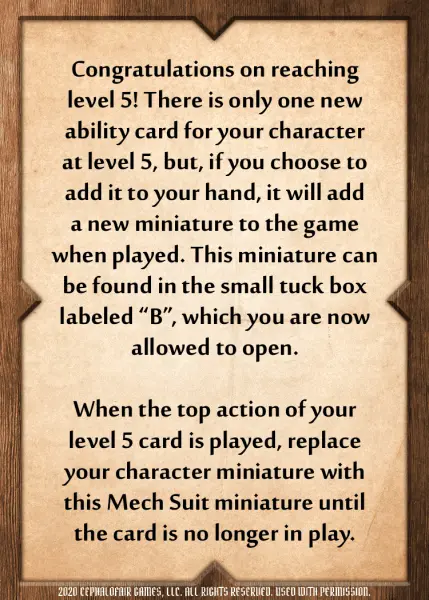 Congratulations on reaching
level 5! There is only one new
ability card for your character
at level 5, but, if you choose to
add it to your hand, it will add
a new miniature to the game
when played. This miniature can
be found in the small tuck box
labeled “B”, which you are now
allowed to open.
When the top action of your
level 5 card is played, replace
your character miniature with
this Mech Suit miniature until
the card is no longer in play.
2020 CEPHALOFAIR GAMES, LLC. ALL RIGHTS RESERVED. USED WITH PERMISSION.